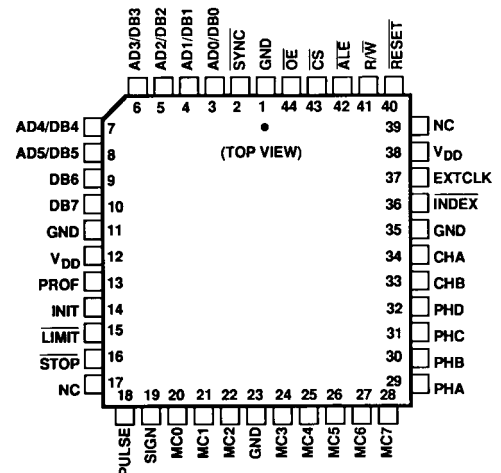 AD3/DB3
AD2/DB2
AD1/DB1
AD0/DB0
SYNC
GND
OE
CS
ALE
R/W
RESET
6 5 4 3 2 1 44 43 42 41 40
(TOP VIEW)
AD4/DB4 7
AD5/DB5 8
DB6 9
DB7 10
GND 11
VDD 12
PROF 13
INIT 14
LIMIT 15
STOP 16
NC 17
39 NC
38 VDD
37 EXTCLK
36 INDEX
35 GND
34 CHA
33 CHB
32 PHD
31 PHC
30 PHB
29 PHA
18 19 20 21 22 23 24 25 26 27 28
PULSE
SIGN
MC0
MC1
MC2
GND
MC3
MC4
MC5
MC6
MC7